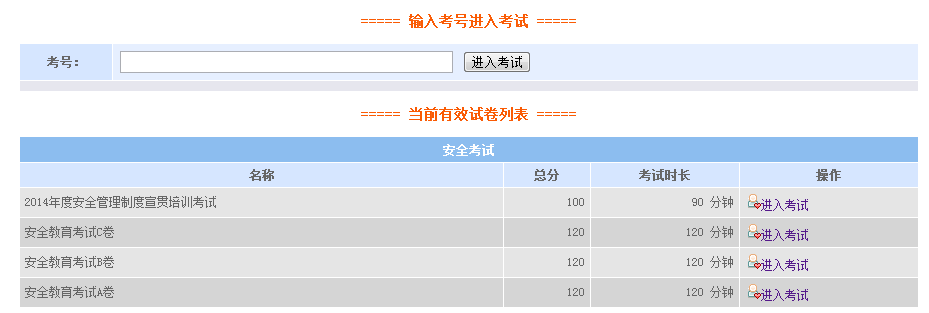 ===== 输入考号进入考试 =====
考号： 进入考试
===== 当前有效试卷列表 =====
安全考试
名称 总分 考试时长 操作
2014年度安全管理制度宣贯培训考试 100 90 分钟 进入考试
安全教育考试C卷 120 120 分钟 进入考试
安全教育考试B卷 120 120 分钟 进入考试
安全教育考试A卷 120 120 分钟 进入考试